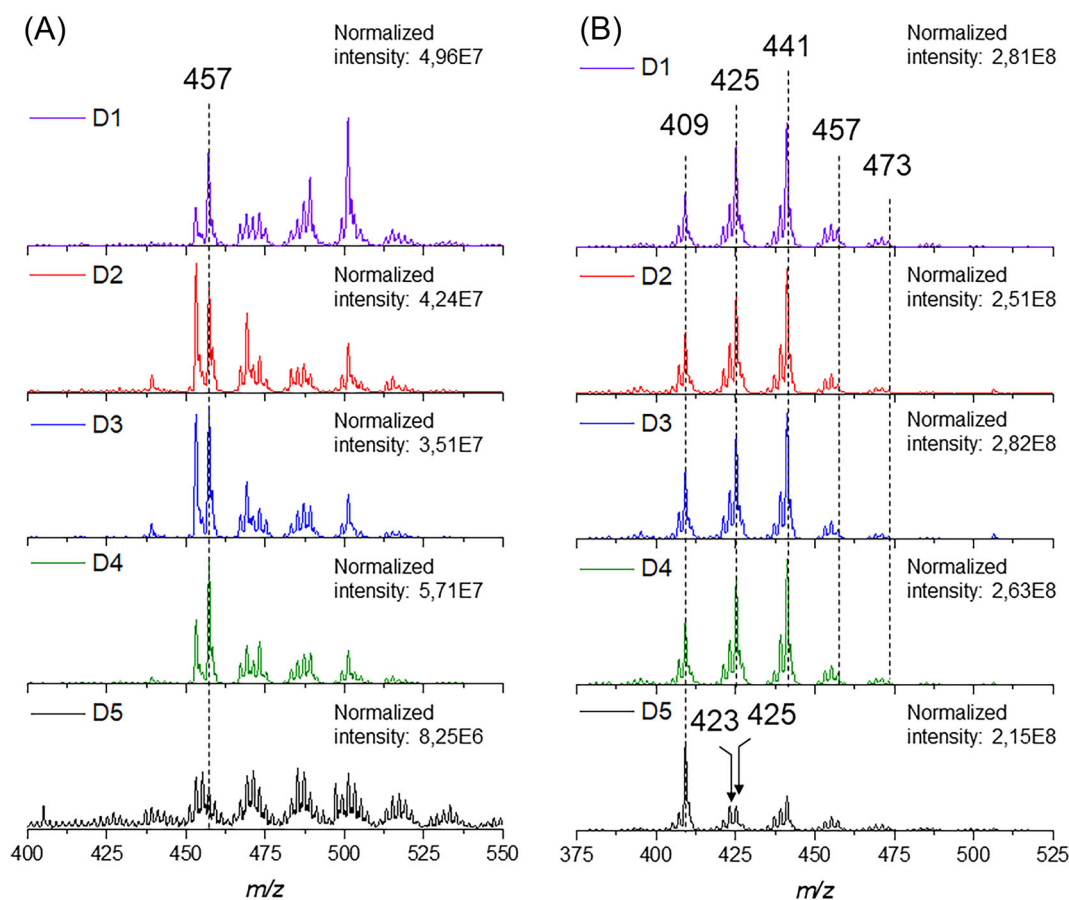 (A)
Normalized
intensity: 4,96E7
457
D1
D2
Normalized
intensity: 4,24E7
D3
Normalized
intensity: 3,51E7
D4
Normalized
intensity: 5,71E7
D5
Normalized
intensity: 8,25E6
400 425 450 475 500 550
m/z
(B)
D1
Normalized
intensity: 2,81E8
409 425 441 457 473
D2
Normalized
intensity: 2,51E8
D3
Normalized
intensity: 2,82E8
D4
Normalized
intensity: 2,63E8
D5
Normalized
intensity: 2,15E8
423 425
375 400 425 450 475 500 525
m/z